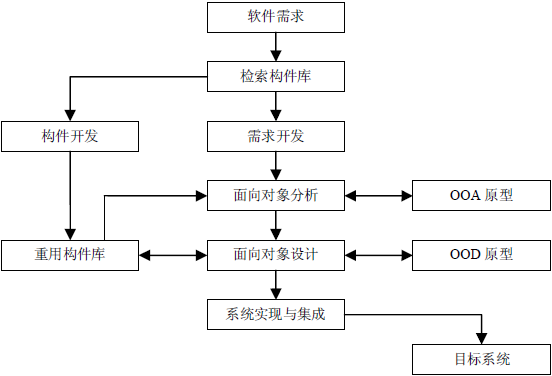 软件需求
检索构件库
构件开发
需求开发
面向对象分析
OOA 原型
重用构件库
面向对象设计
OOD 原型
系统实现与集成
目标系统